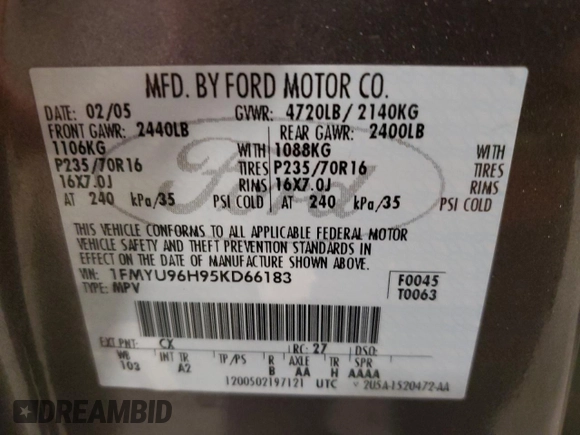 MFD. BY FORD MOTOR CO.
DATE: 02/05 GVWR: 4720LB/ 2140KG
FRONT GAWR: 2440LB REAR GAWR: 2400LB
1106KG WITH 1088KG WITH
P235/70R16 TIRES P235/70R16 TIRES
16X7.0J RIMS 16X7.0J RIMS
AT 240 kPa/35 PSI COLD AT 240 kPa/35 PSI COLD
THIS VEHICLE CONFORMS TO ALL APPLICABLE FEDERAL MOTOR
VEHICLE SAFETY AND THEFT PREVENTION STANDARDS IN
EFFECT ON THE DATE OF MANUFACTURE SHOWN ABOVE.
VIN: 1FMYU96H95KD66183 F0045
TYPE: MPV T0063
EXT PNT: CX RC: 27 DSO:
WB INT TR TP/PS R AXLE TR SPR
103 A2 B AA H AAAA
1200502197121 UTC 2U5A-1520472-AA
Ford
DREAMBID